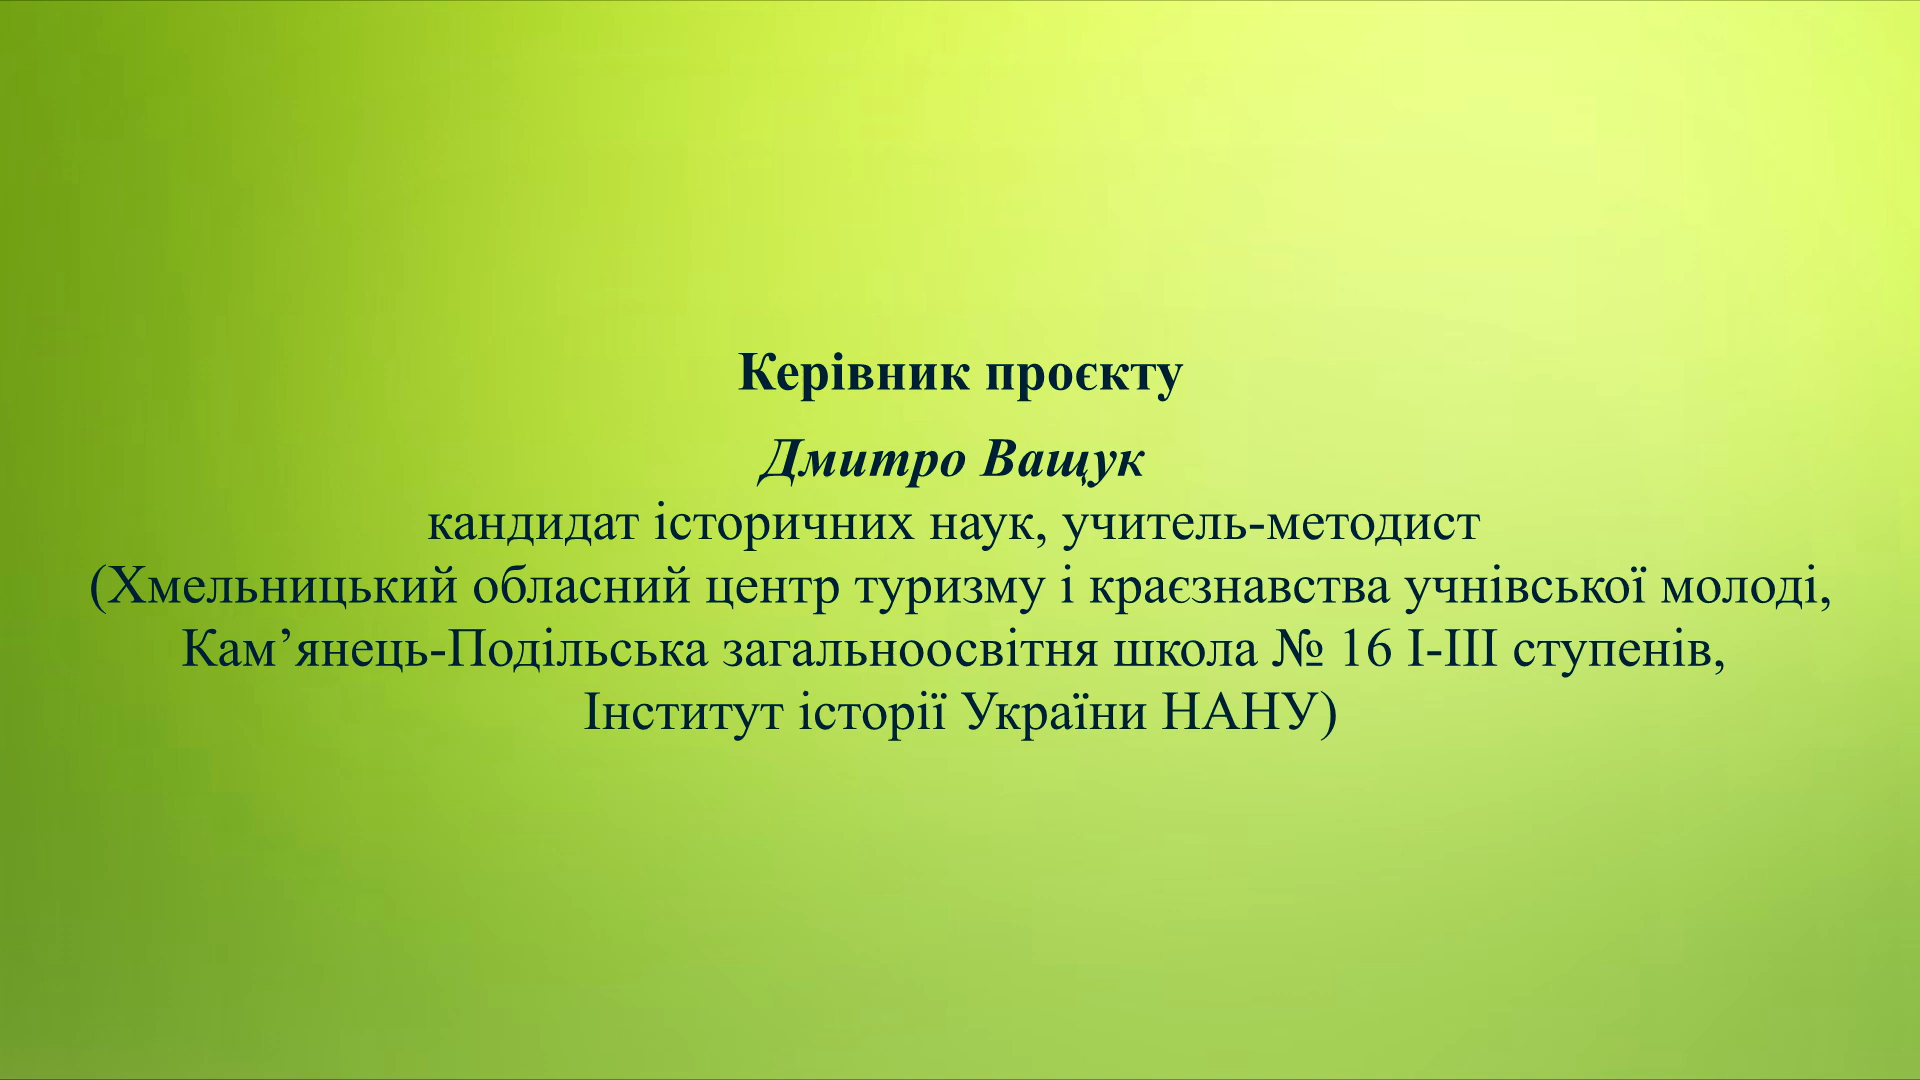 Керівник проєкту
Дмитро Ващук
кандидат історичних наук, учитель-методист
(Хмельницький обласний центр туризму і краєзнавства учнівської молоді,
Кам’янець-Подільська загальноосвітня школа № 16 І-ІІІ ступенів,
Інститут історії України НАНУ)